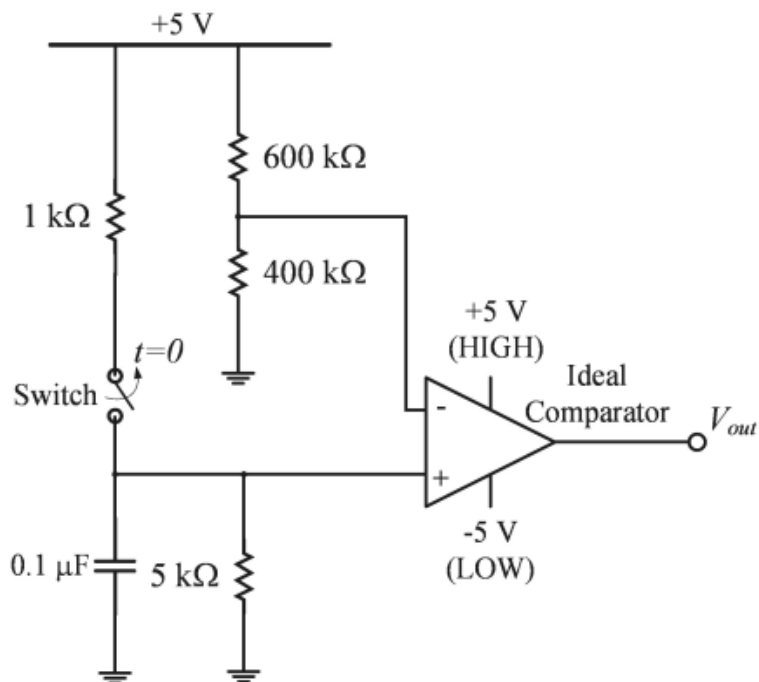 +5 V
600 kΩ
1 kΩ
400 kΩ
t=0
Switch
+5 V
(HIGH)
Ideal
Comparator
V_out
-
+
-5 V
(LOW)
0.1 μF
5 kΩ